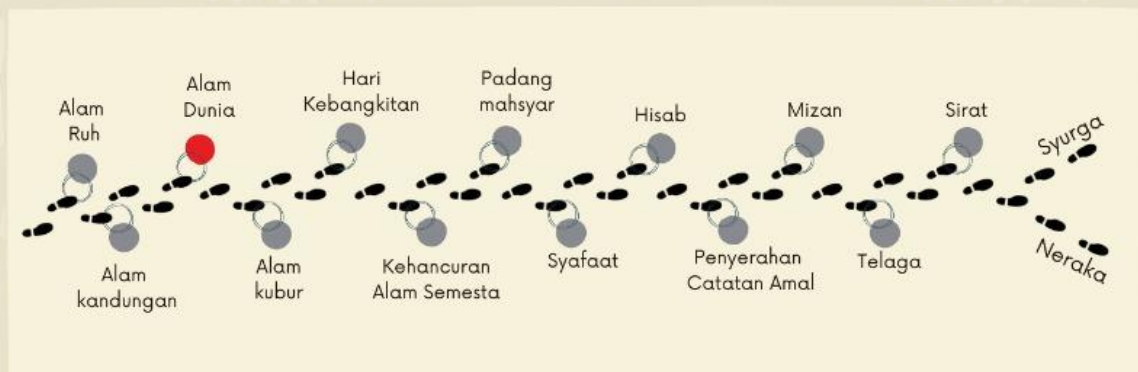 Alam
Ruh
Alam
kandungan
Alam
Dunia
Alam
kubur
Hari
Kebangkitan
Kehancuran
Alam Semesta
Padang
mahsyar
Syafaat
Hisab
Penyerahan
Catatan Amal
Mizan
Telaga
Sirat
Syurga
Neraka